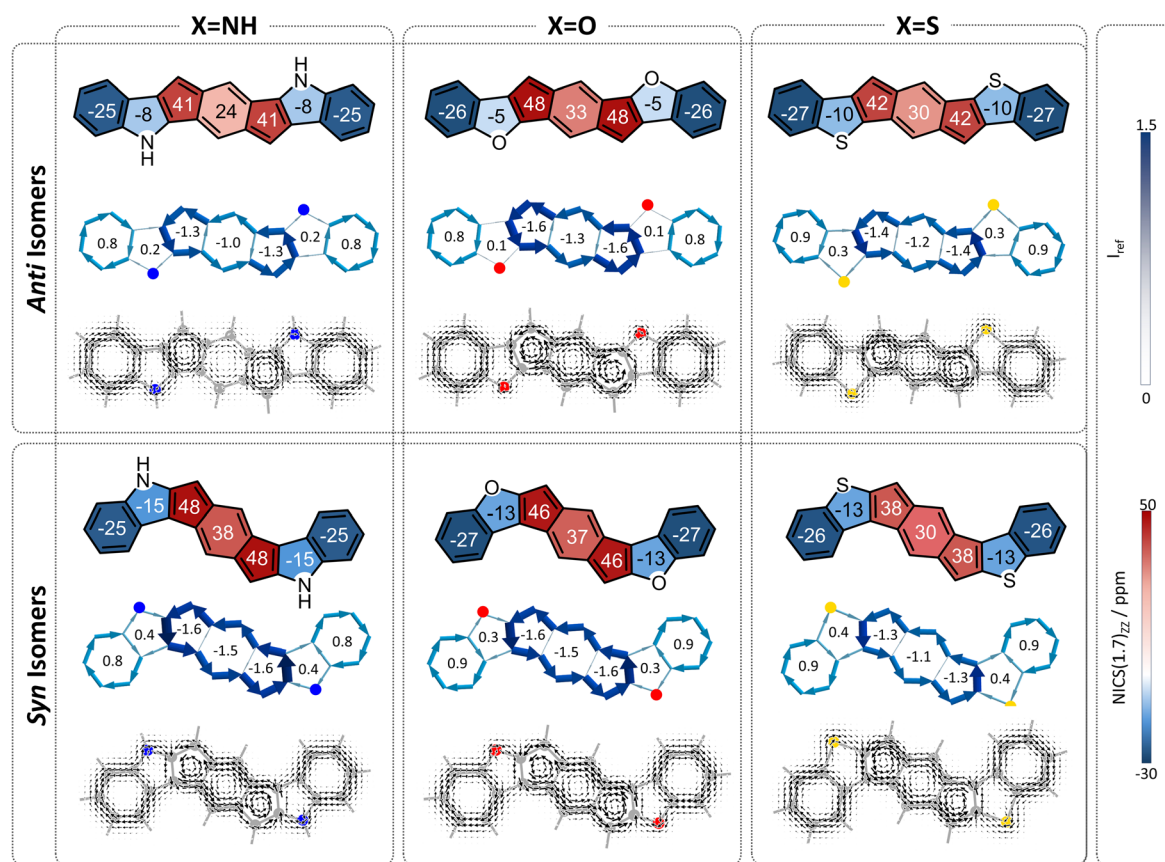 X=NH X=O X=S
Anti Isomers
H
N
-25 -8 41 24 41 -8 -25
N
H
O
-26 -5 48 33 48 -5 -26
O
S
-27 -10 42 30 42 -10 -27
S
0.8 0.2 -1.3 -1.0 -1.3 0.2 0.8
0.8 0.1 -1.6 -1.3 -1.6 0.1 0.8
0.9 0.3 -1.4 -1.2 -1.4 0.3 0.9
Syn Isomers
H
N
-25 -15 48 38 48 -15 -25
N
H
O
-27 -13 46 37 46 -13 -27
O
S
-26 -13 38 30 38 -13 -26
S
0.8 0.4 -1.6 -1.5 -1.6 0.4 0.8
0.9 0.3 -1.6 -1.5 -1.6 0.3 0.9
0.9 0.4 -1.3 -1.1 -1.3 0.4 0.9
1.5
Iref
0
50
NICS(1.7)ZZ / ppm
-30